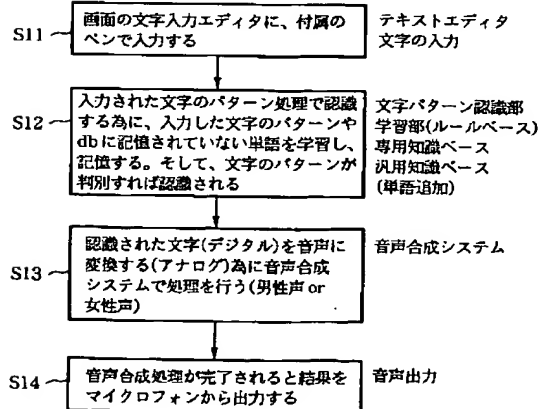 S11
画面の文字入力エディタに、付属の
ペンで入力する
テキストエディタ
文字の入力
S12
入力された文字のパターン処理で認識
する為に、入力した文字のパターンや
dbに記憶されていない単語を学習し、
記憶する。そして、文字のパターンが
判別すれば認識される
文字パターン認識部
学習部(ルールベース)
専用知識ベース
汎用知識ベース
(単語追加)
S13
認識された文字(デジタル)を音声に
変換する(アナログ)為に音声合成
システムで処理を行う(男性声or
女性声)
音声合成システム
S14
音声合成処理が完了されると結果を
マイクロフォンから出力する
音声出力